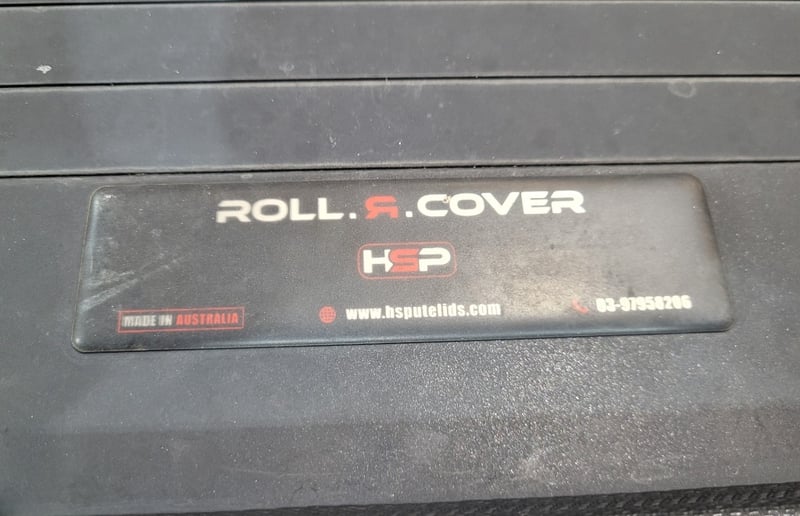 ROLL.Я.COVER
HSP
MADE IN AUSTRALIA
www.hsputelids.com
03-97958206